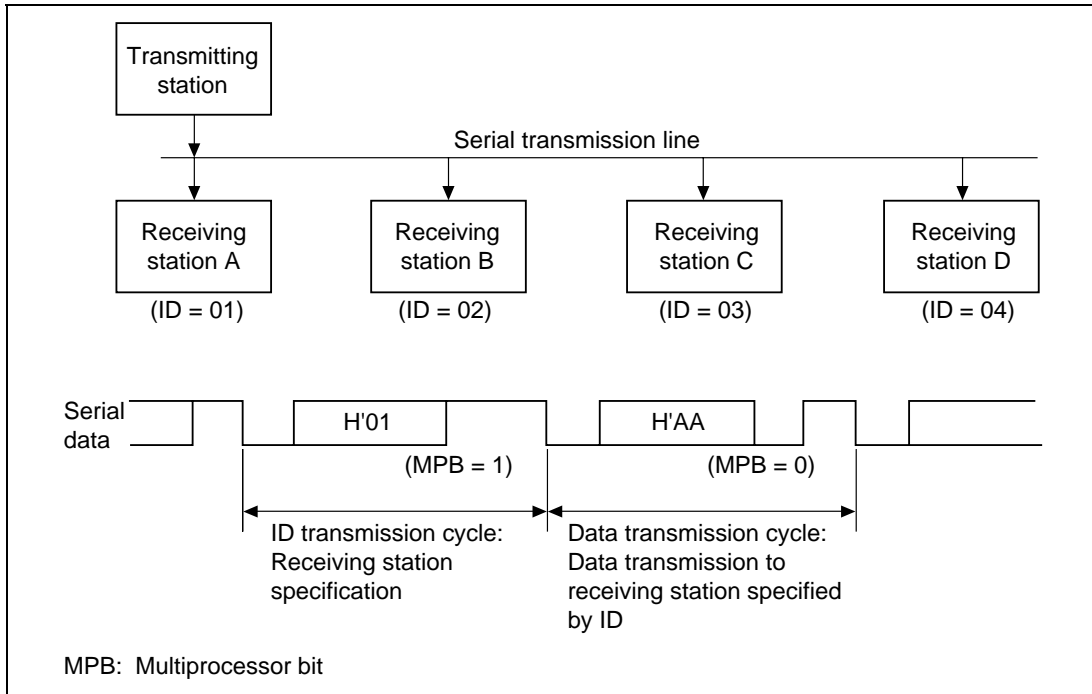 Transmitting
station
Serial transmission line
Receiving
station A
(ID = 01)
Receiving
station B
(ID = 02)
Receiving
station C
(ID = 03)
Receiving
station D
(ID = 04)
Serial
data
H'01
H'AA
(MPB = 1)
(MPB = 0)
ID transmission cycle:
Receiving station
specification
Data transmission cycle:
Data transmission to
receiving station specified
by ID
MPB: Multiprocessor bit